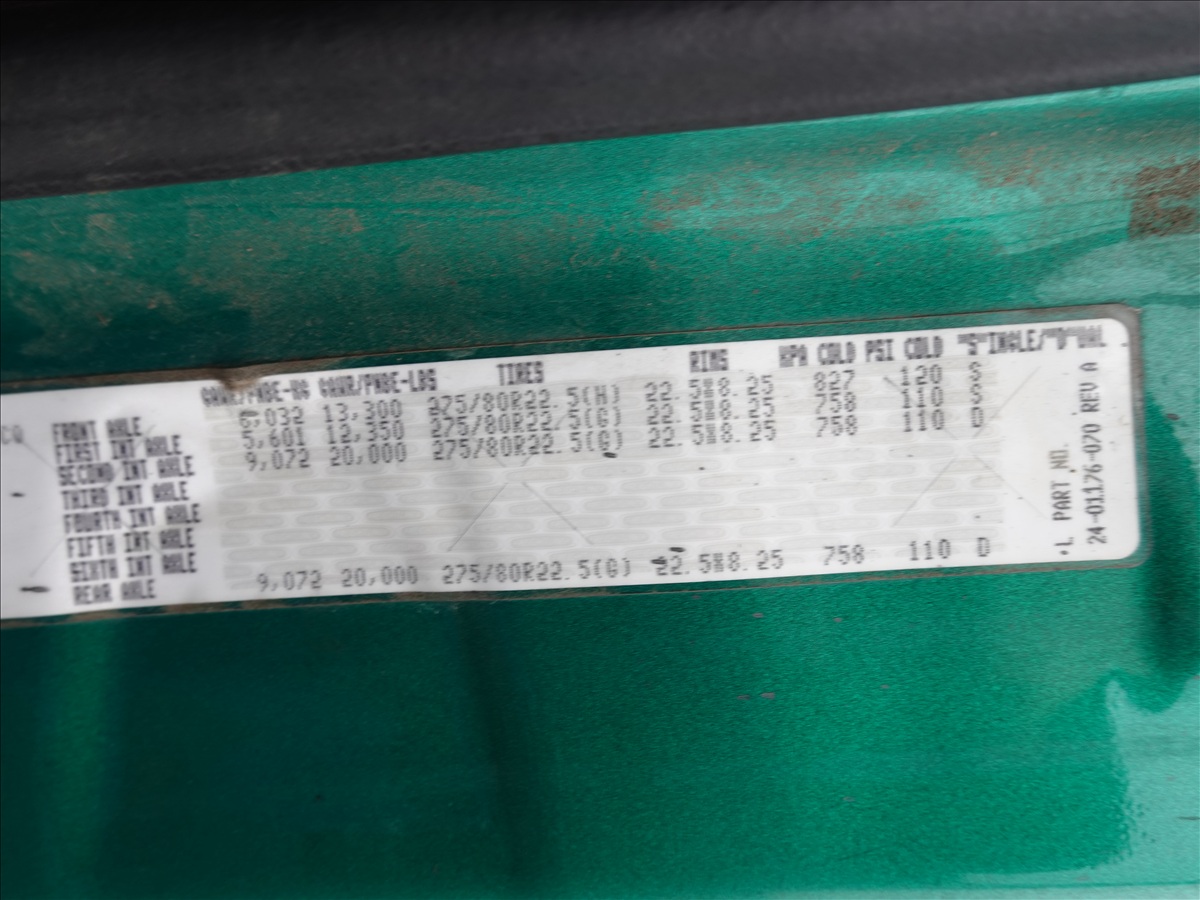 GAWR/PNBE-KG GAWR/PNBE-LBS TIRES RIMS KPA COLD PSI COLD "S"INGLE/"D"UAL
FRONT AXLE 6,032 13,300 275/80R22.5(H) 22.5X8.25 827 120 S
FIRST INT AXLE 5,601 12,350 275/80R22.5(G) 22.5X8.25 758 110 S
SECOND INT AXLE 9,072 20,000 275/80R22.5(G) 22.5X8.25 758 110 D
THIRD INT AXLE
FOURTH INT AXLE
FIFTH INT AXLE
SIXTH INT AXLE
REAR AXLE 9,072 20,000 275/80R22.5(G) 22.5X8.25 758 110 D
PART NO.
24-01176-070 REV A